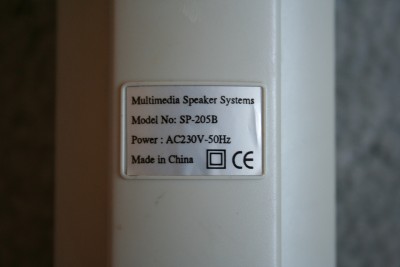 Multimedia Speaker Systems
Model No: SP-205B
Power : AC230V-50Hz
Made in China CE